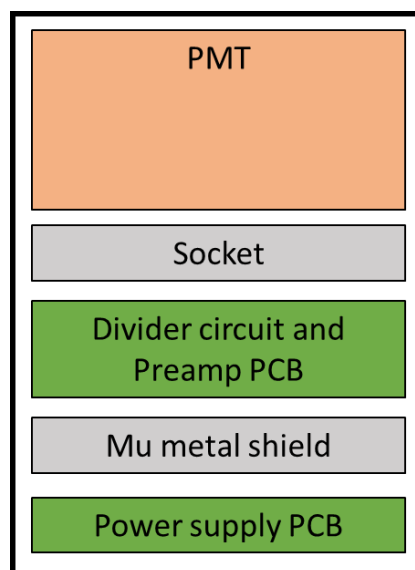 PMT
Socket
Divider circuit and
Preamp PCB
Mu metal shield
Power supply PCB